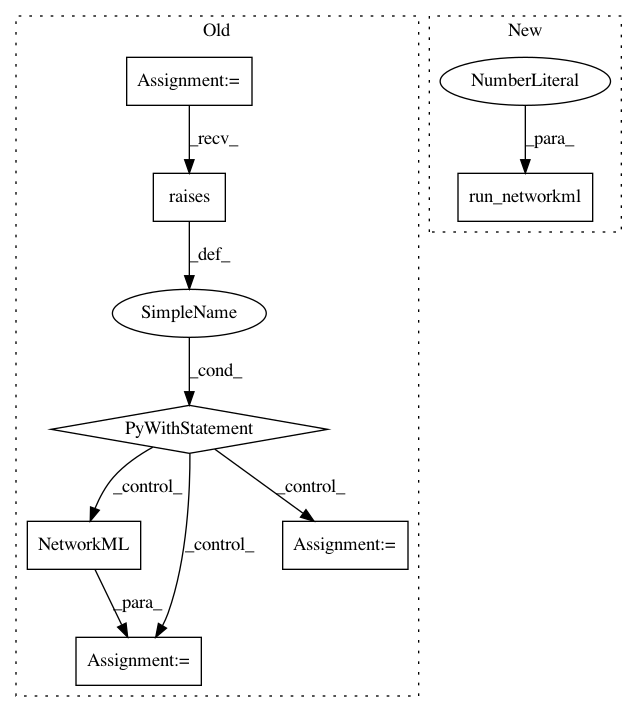 Old
New
Assignment:=
NumberLiteral
_recv_
_para_
raises
run_networkml
_def_
SimpleName
_cond_
PyWithStatement
_control_
_control_
_control_
NetworkML
Assignment:=
_para_
Assignment:=